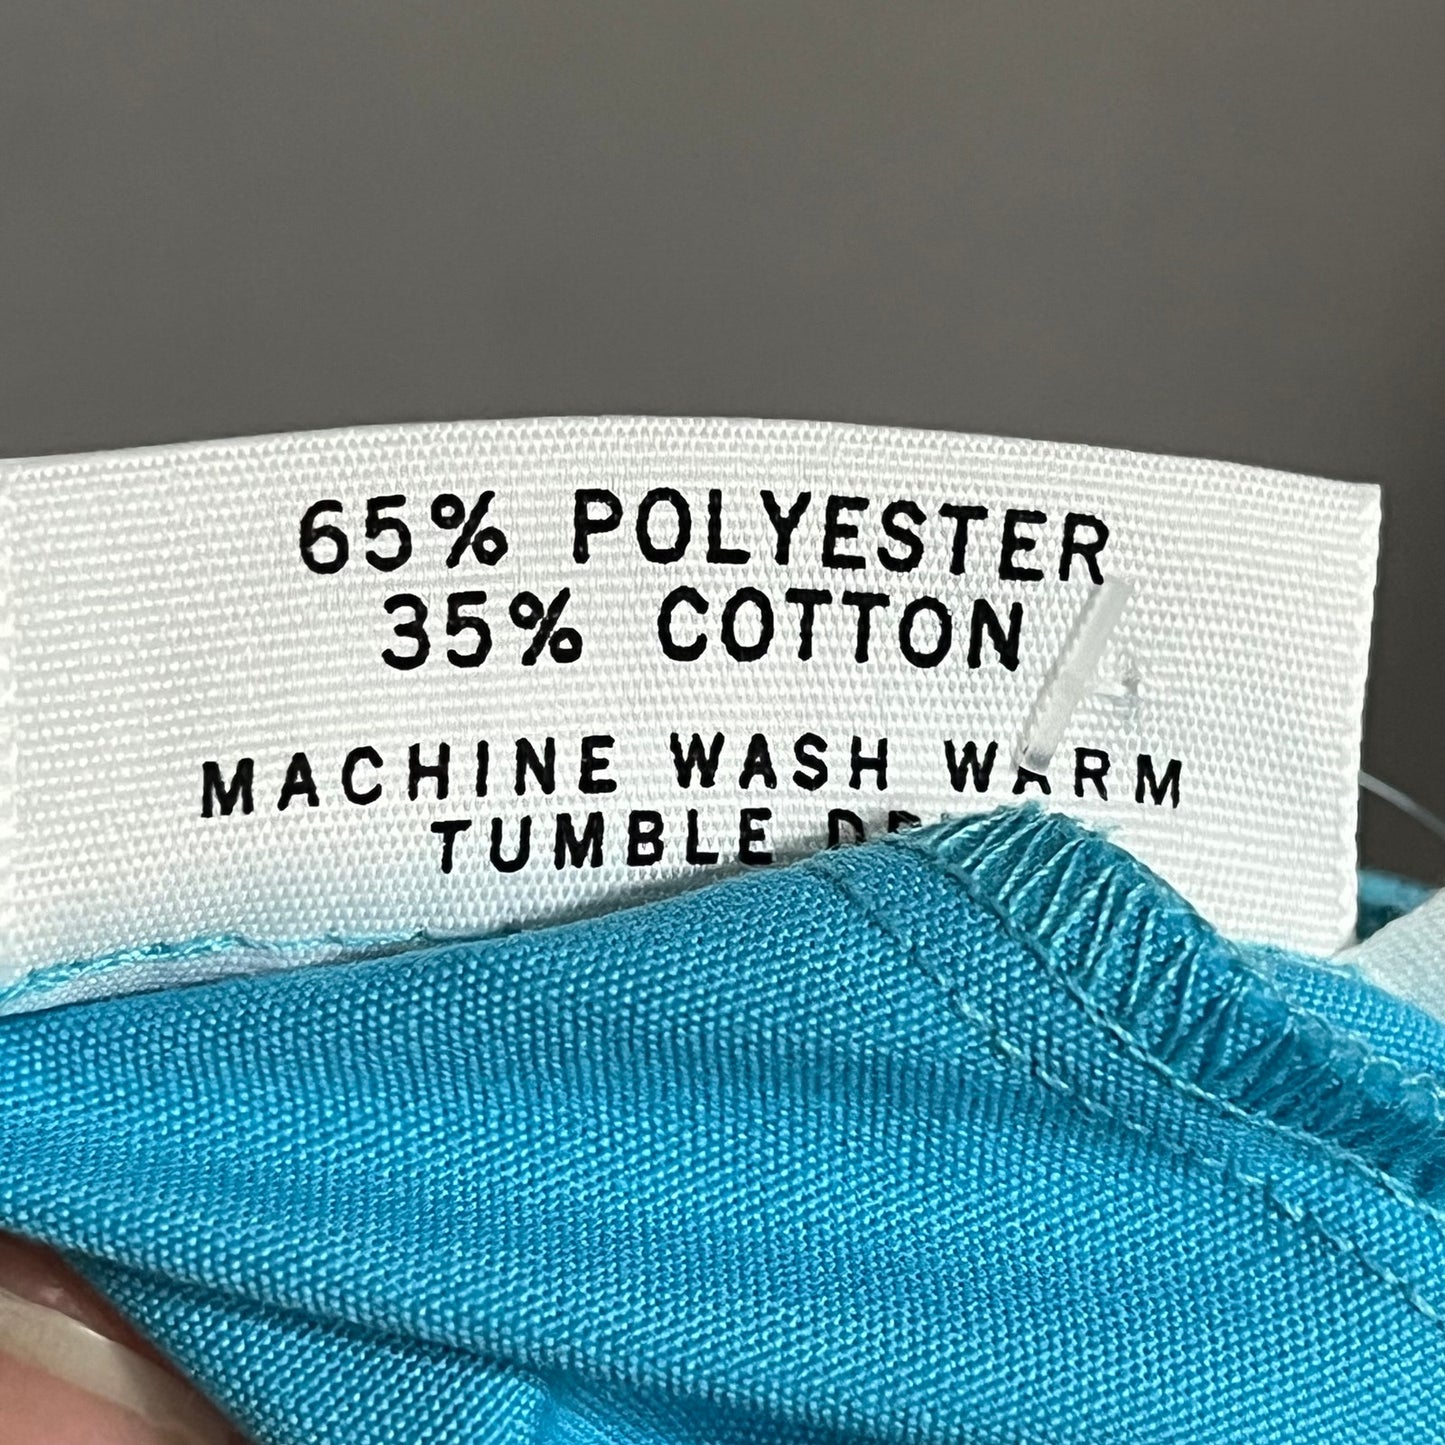 65% POLYESTER
35% COTTON
MACHINE WASH WARM
TUMBLE